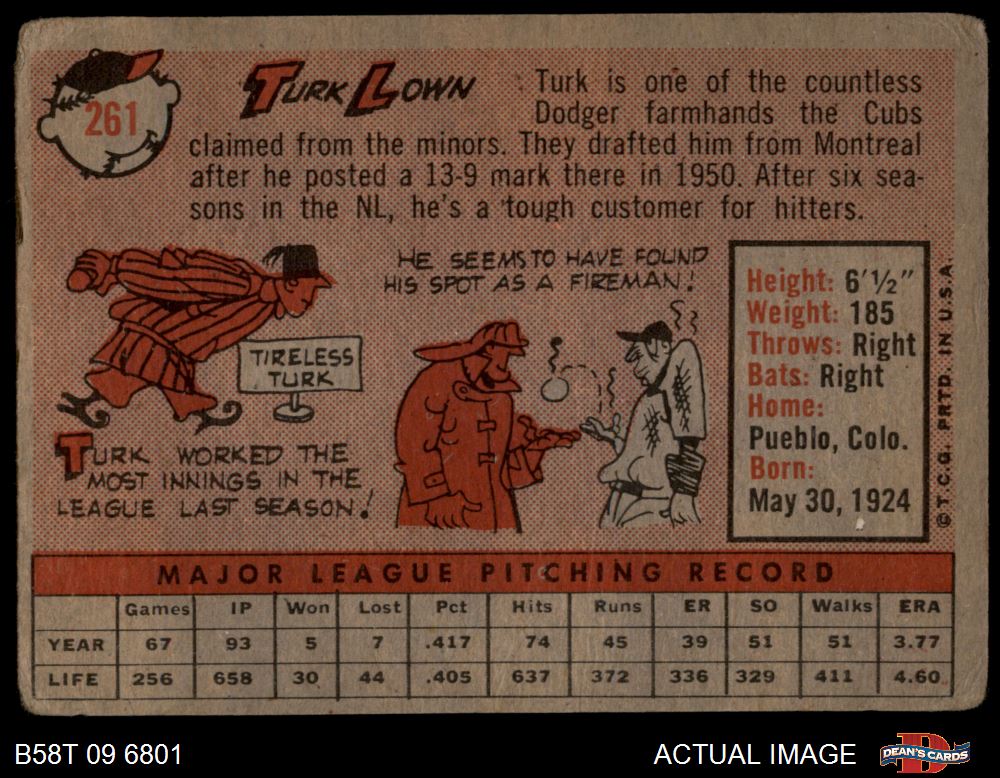 261
TURK LOWN
Turk is one of the countless
Dodger farmhands the Cubs
claimed from the minors. They drafted him from Montreal
after he posted a 13-9 mark there in 1950. After six sea-
sons in the NL, he's a tough customer for hitters.
TIRELESS
TURK
TURK WORKED THE
MOST INNINGS IN THE
LEAGUE LAST SEASON!
HE SEEMS TO HAVE FOUND
HIS SPOT AS A FIREMAN!
Height: 6'½"
Weight: 185
Throws: Right
Bats: Right
Home:
Pueblo, Colo.
Born:
May 30, 1924
© T.C.G. PRTD. IN U.S.A.
MAJOR LEAGUE PITCHING RECORD
Games IP Won Lost Pct Hits Runs ER SO Walks ERA
YEAR 67 93 5 7 .417 74 45 39 51 51 3.77
LIFE 256 658 30 44 .405 637 372 336 329 411 4.60
B58T 09 6801
ACTUAL IMAGE
DEAN'S CARDS